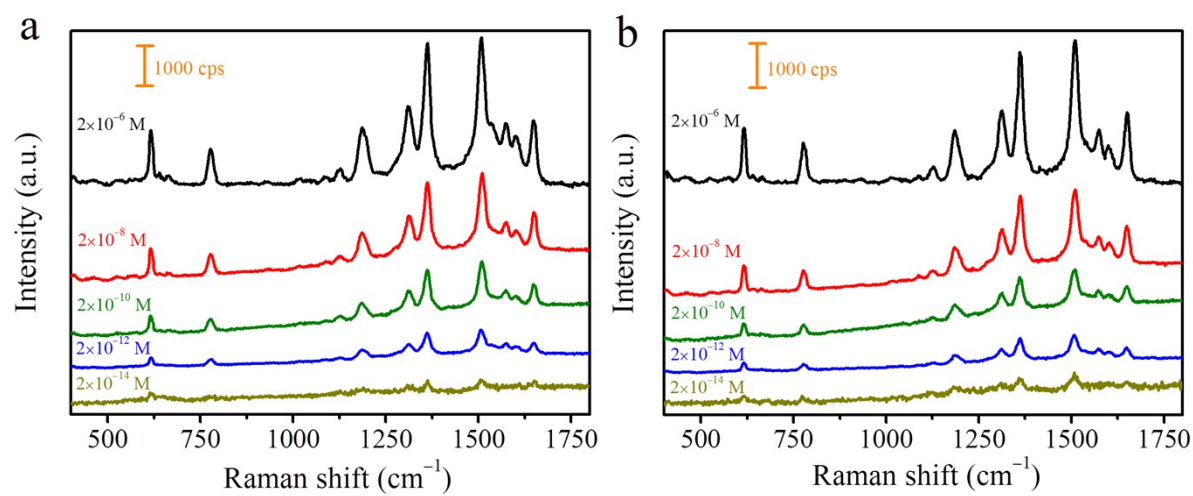 a
1000 cps
2×10⁻⁶ M
2×10⁻⁸ M
2×10⁻¹⁰ M
2×10⁻¹² M
2×10⁻¹⁴ M
Intensity (a.u.)
500 750 1000 1250 1500 1750
Raman shift (cm⁻¹)
b
1000 cps
2×10⁻⁶ M
2×10⁻⁸ M
2×10⁻¹⁰ M
2×10⁻¹² M
2×10⁻¹⁴ M
Intensity (a.u.)
500 750 1000 1250 1500 1750
Raman shift (cm⁻¹)